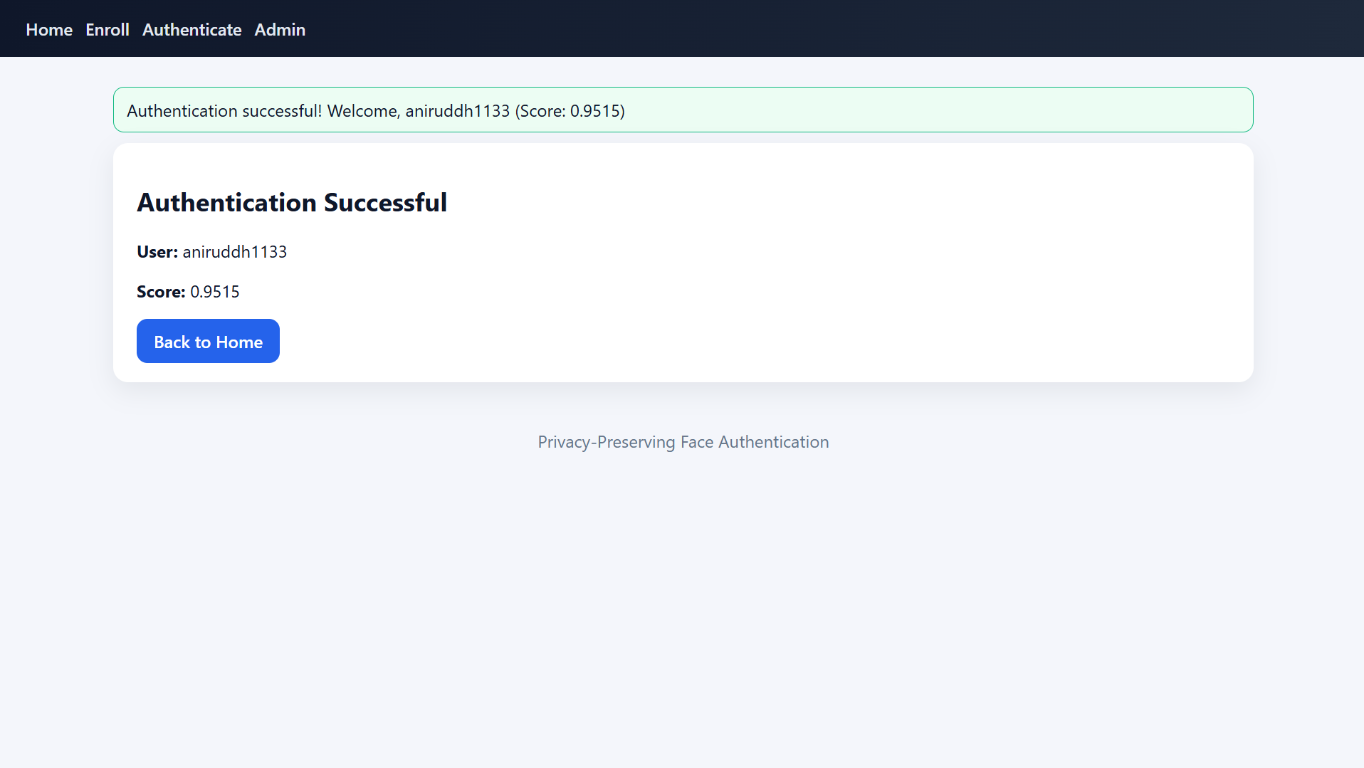 Home Enroll Authenticate Admin
Authentication successful! Welcome, aniruddh1133 (Score: 0.9515)
Authentication Successful
User: aniruddh1133
Score: 0.9515
Back to Home
Privacy-Preserving Face Authentication